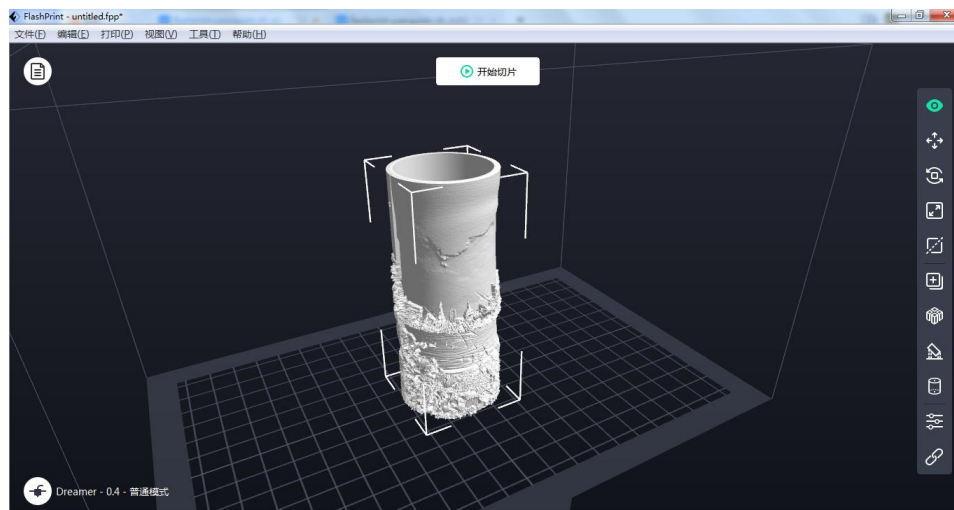 FlashPrint - untitled.fpp*
文件(F) 编辑(E) 打印(P) 视图(V) 工具(T) 帮助(H)
开始切片
Dreamer - 0.4 - 普通模式